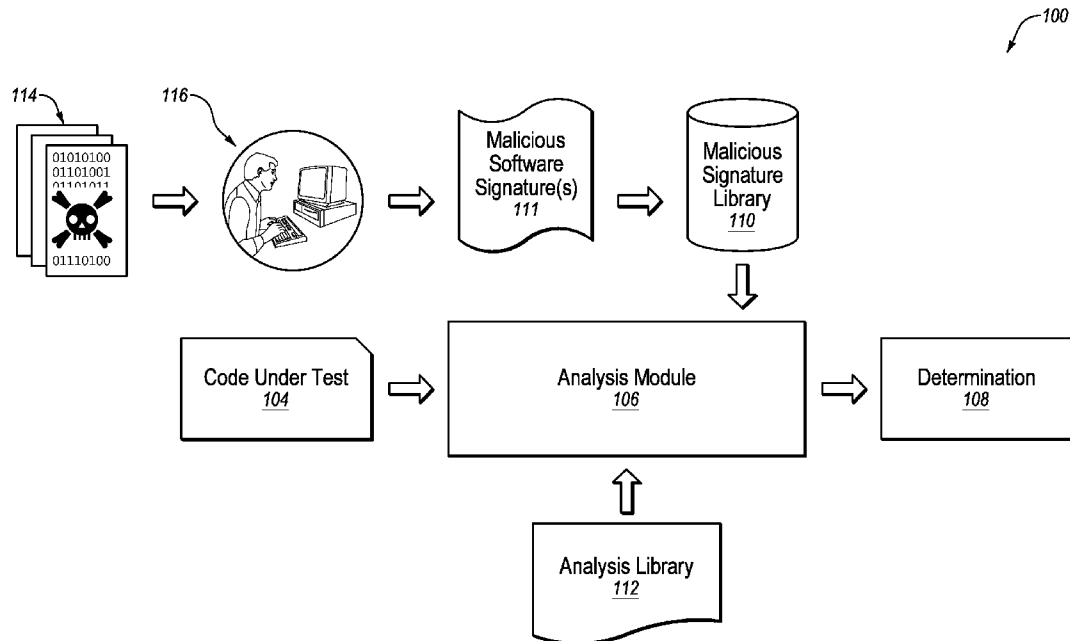 100
114
116
01010100
01101001
01101011
01110100
Malicious
Software
Signature(s)
111
Malicious
Signature
Library
110
Code Under Test
104
Analysis Module
106
Determination
108
Analysis Library
112